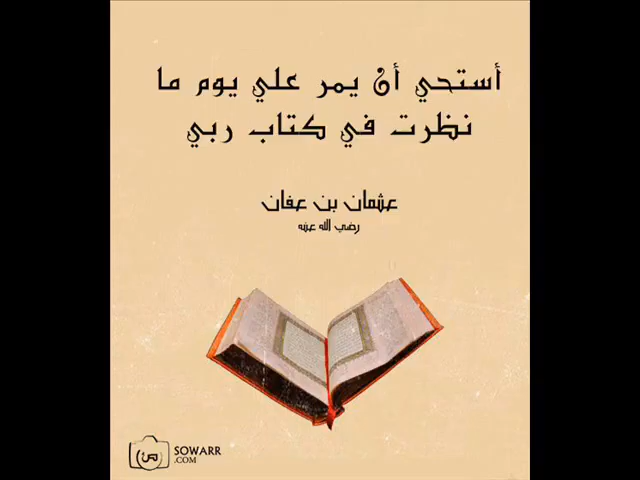 أستحي أن يمر علي يوم ما
نظرت في كتاب ربي
عثمان بن عفان
رضي الله عنه
SOWARR
.COM